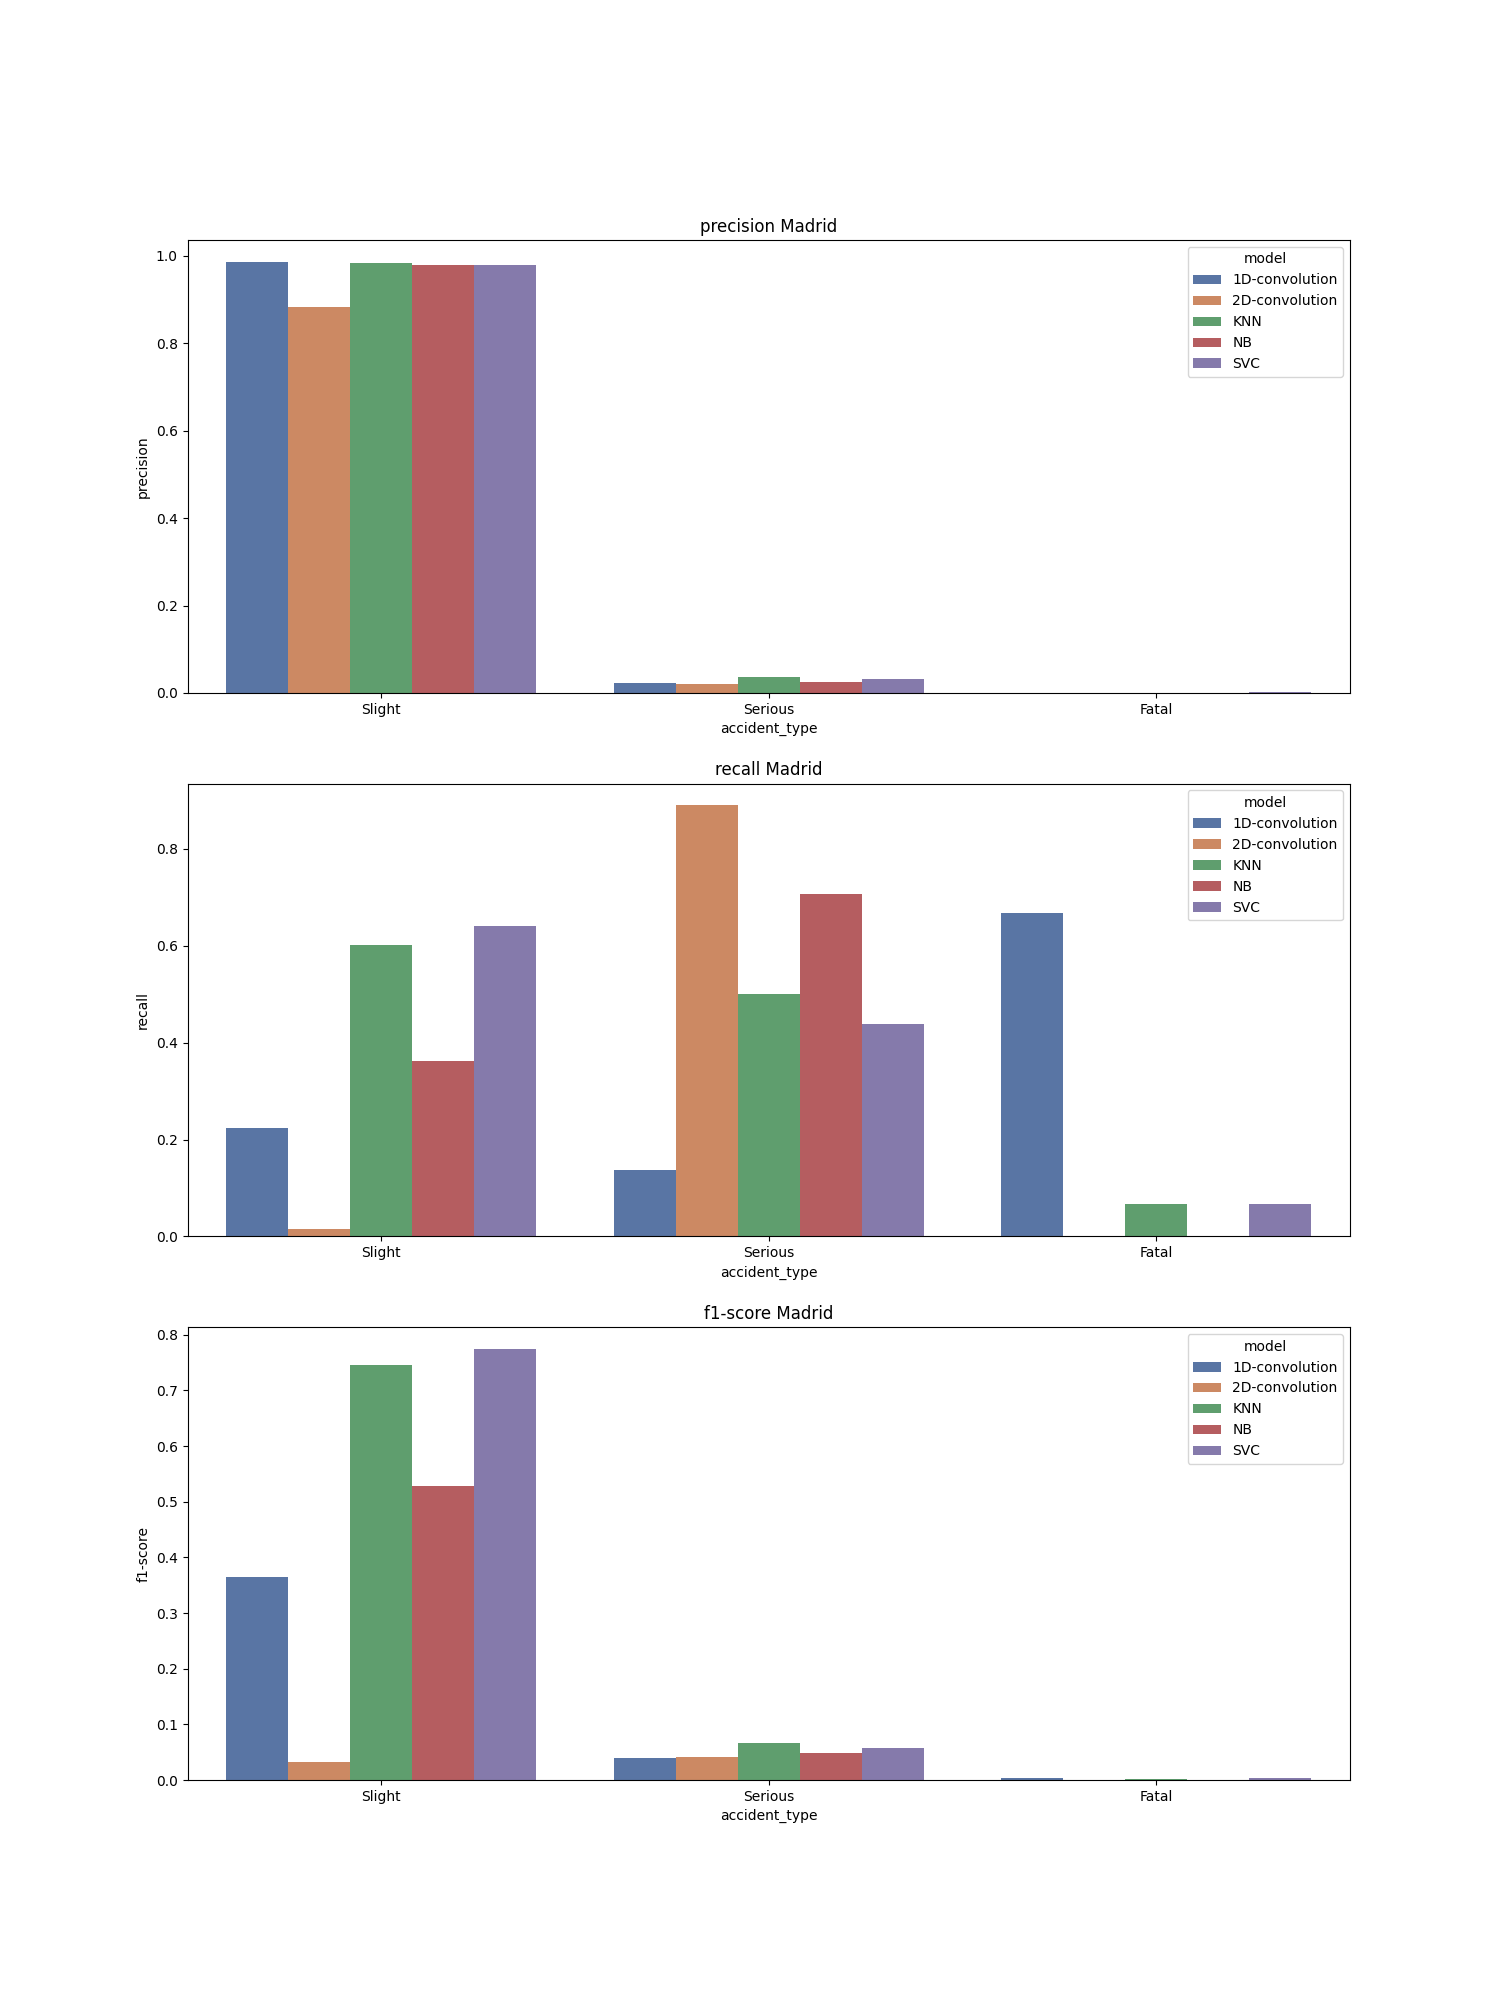 precision Madrid
1.0
0.8
0.6
0.4
0.2
0.0
precision
model
1D-convolution
2D-convolution
KNN
NB
SVC
Slight Serious Fatal
accident_type
recall Madrid
0.8
0.6
0.4
0.2
0.0
recall
model
1D-convolution
2D-convolution
KNN
NB
SVC
Slight Serious Fatal
accident_type
f1-score Madrid
0.8
0.7
0.6
0.5
0.4
0.3
0.2
0.1
0.0
f1-score
model
1D-convolution
2D-convolution
KNN
NB
SVC
Slight Serious Fatal
accident_type